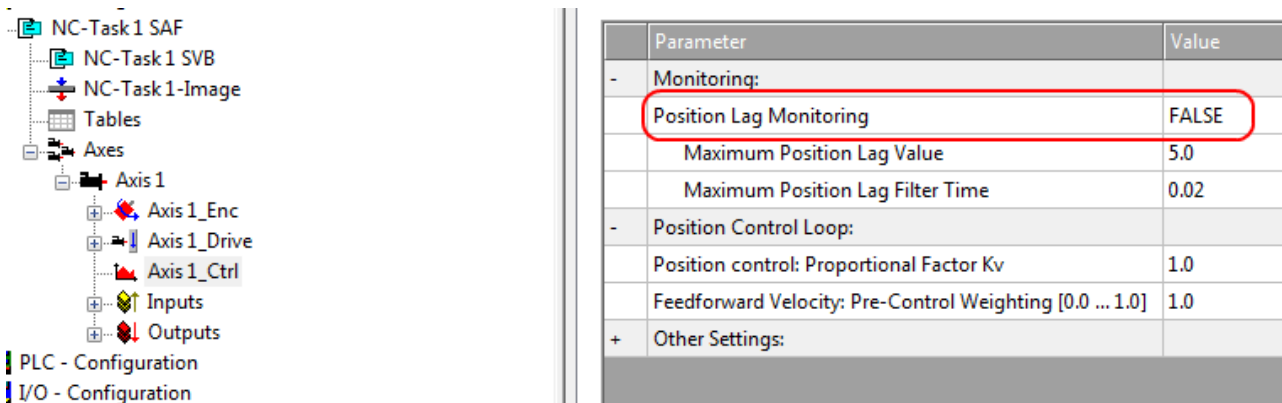 NC-Task 1 SAF
NC-Task 1 SVB
NC-Task 1-Image
Tables
Axes
Axis 1
Axis 1_Enc
Axis 1_Drive
Axis 1_Ctrl
Inputs
Outputs
PLC - Configuration
I/O - Configuration
Parameter Value
- Monitoring:
Position Lag Monitoring FALSE
Maximum Position Lag Value 5.0
Maximum Position Lag Filter Time 0.02
- Position Control Loop:
Position control: Proportional Factor Kv 1.0
Feedforward Velocity: Pre-Control Weighting [0.0 ... 1.0] 1.0
+ Other Settings: